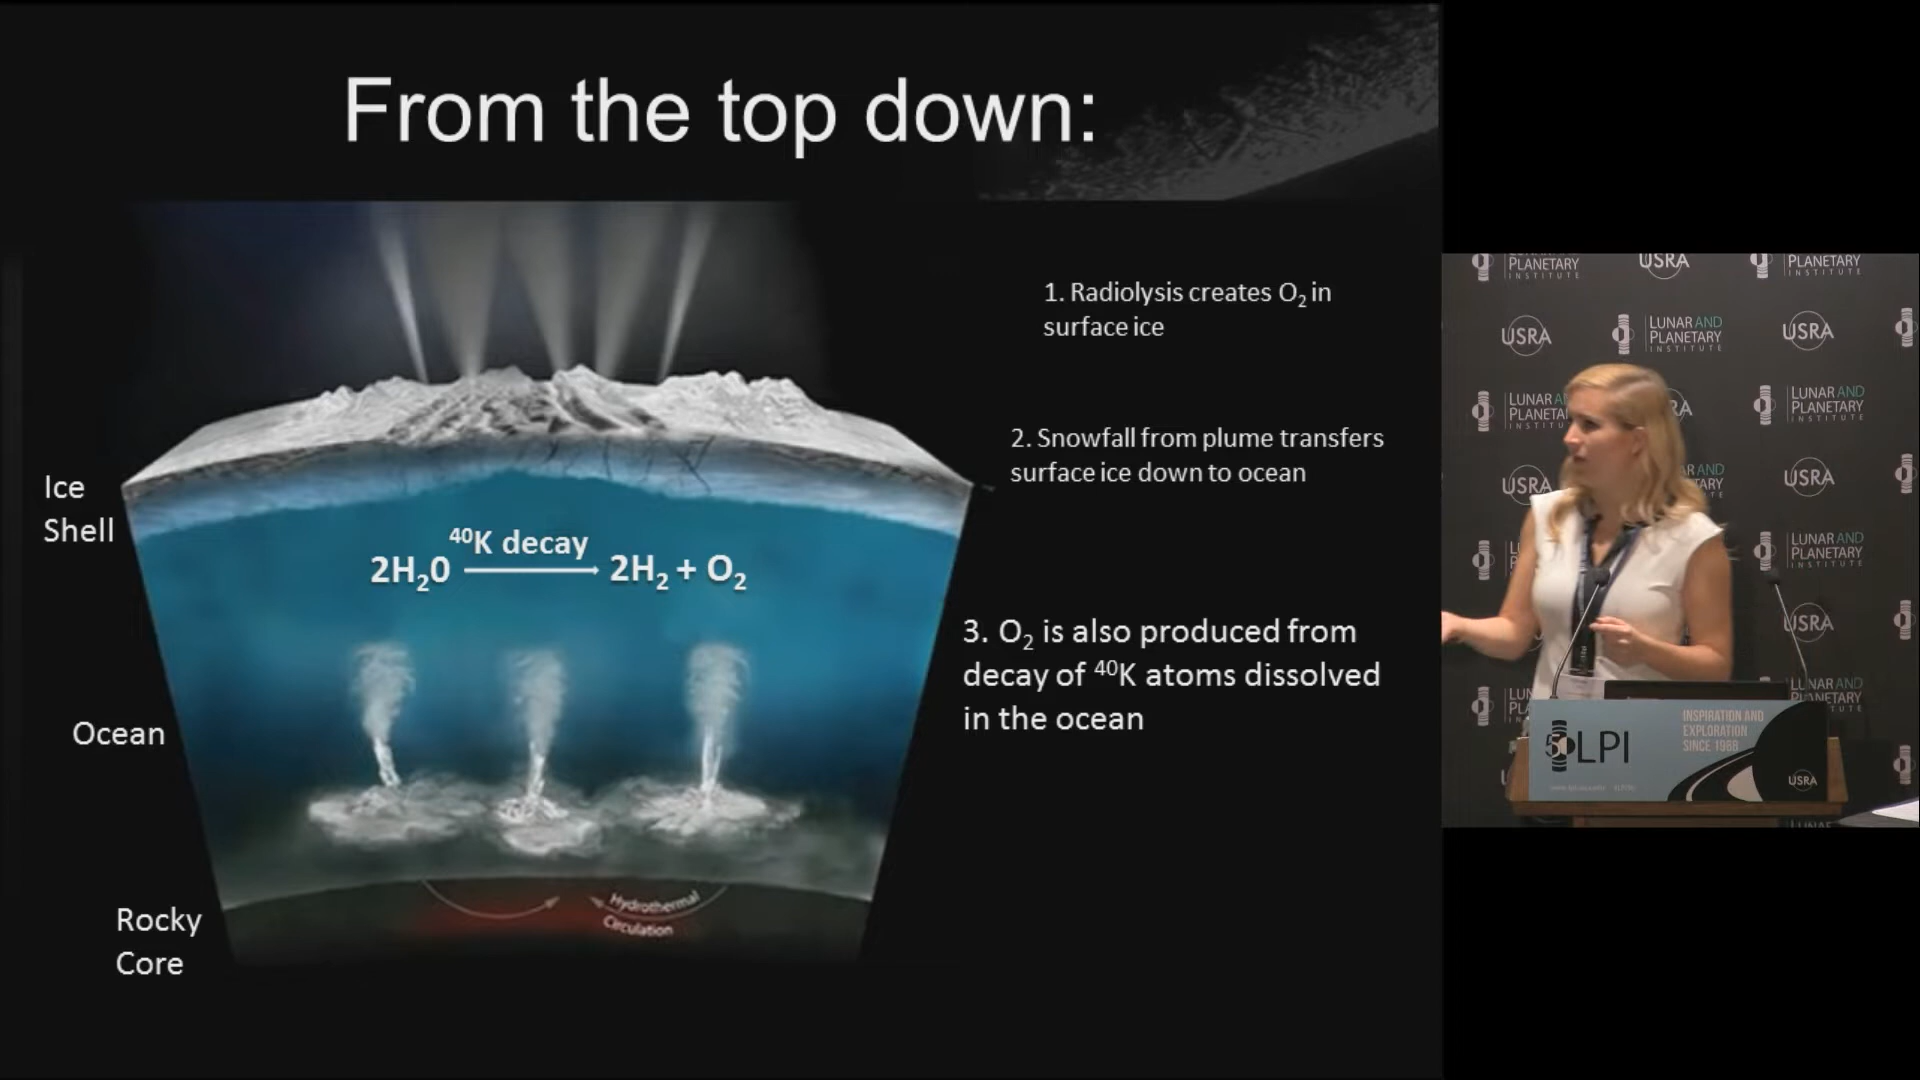 From the top down:
1. Radiolysis creates O₂ in
surface ice
2. Snowfall from plume transfers
surface ice down to ocean
Ice
Shell
⁴⁰K decay
2H₂0 → 2H₂ + O₂
3. O₂ is also produced from
decay of ⁴⁰K atoms dissolved
in the ocean
Ocean
Hydrothermal
Circulation
Rocky
Core
PLANETARY
INSTITUTE
USRA
PLANETARY
INSTITUTE
USRA
LUNAR AND
PLANETARY
INSTITUTE
USRA
LUNAR AND
PLANETARY
INSTITUTE
USRA
USRA
LUNAR AND
PLANETARY
INSTITUTE
USRA
LUNAR AND
PLANETARY
INSPIRATION AND
EXPLORATION
SINCE 1968
50 LPI
USRA